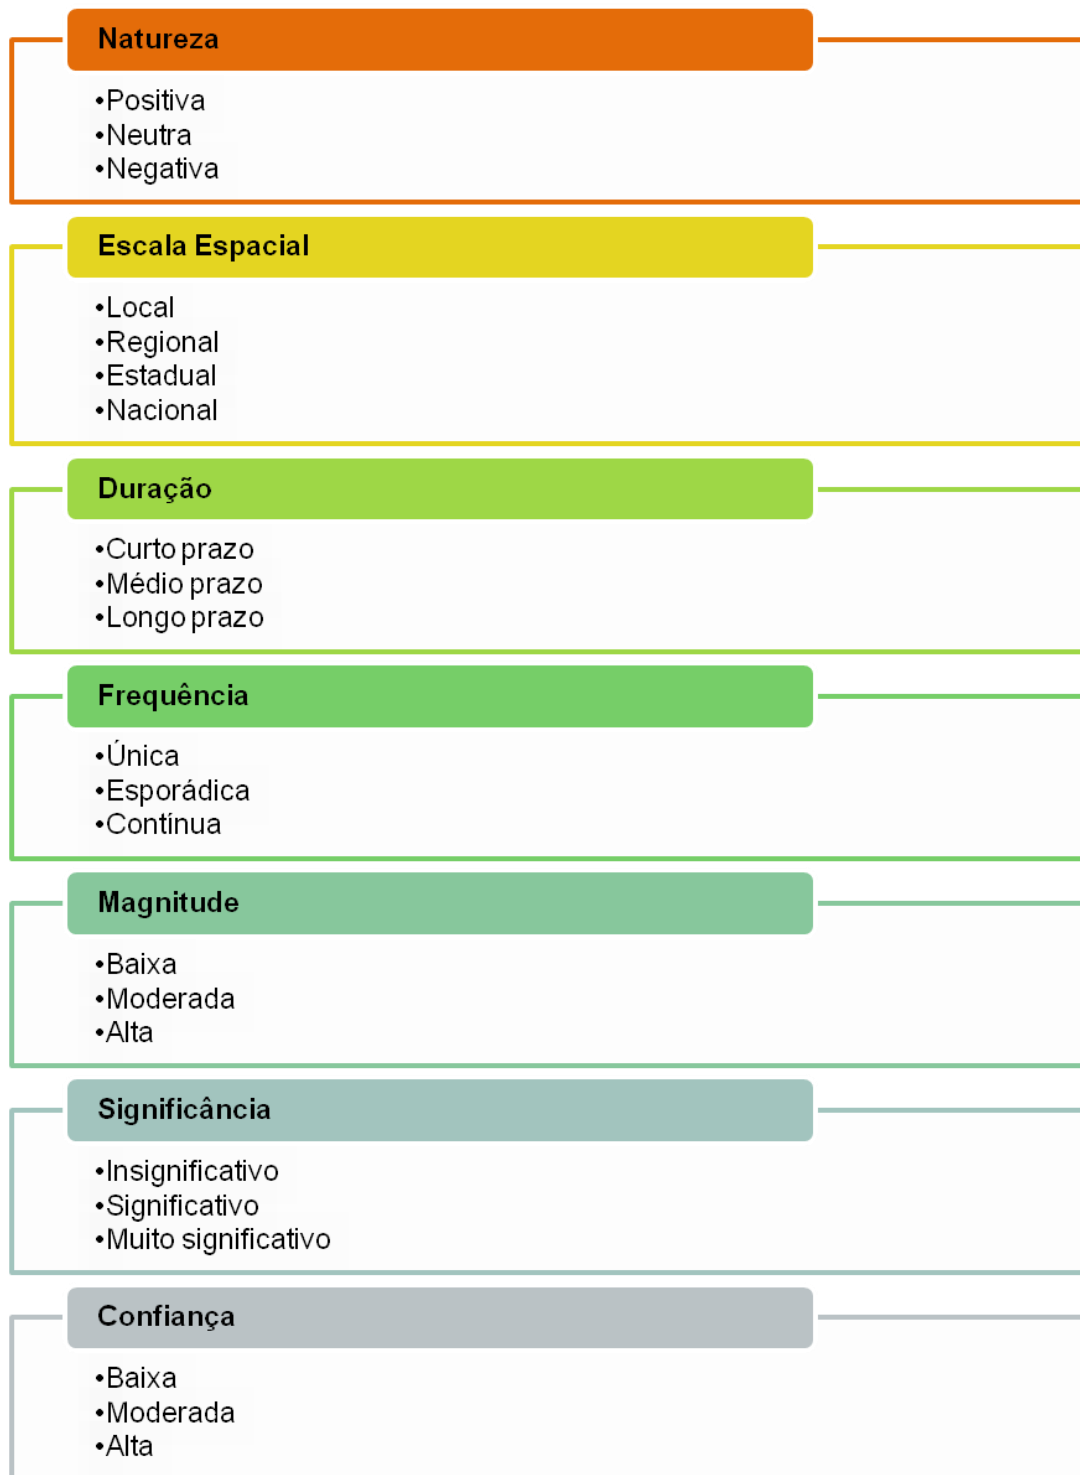 Natureza
•Positiva
•Neutra
•Negativa
Escala Espacial
•Local
•Regional
•Estadual
•Nacional
Duração
•Curto prazo
•Médio prazo
•Longo prazo
Frequência
•Única
•Esporádica
•Contínua
Magnitude
•Baixa
•Moderada
•Alta
Significância
•Insignificativo
•Significativo
•Muito significativo
Confiança
•Baixa
•Moderada
•Alta